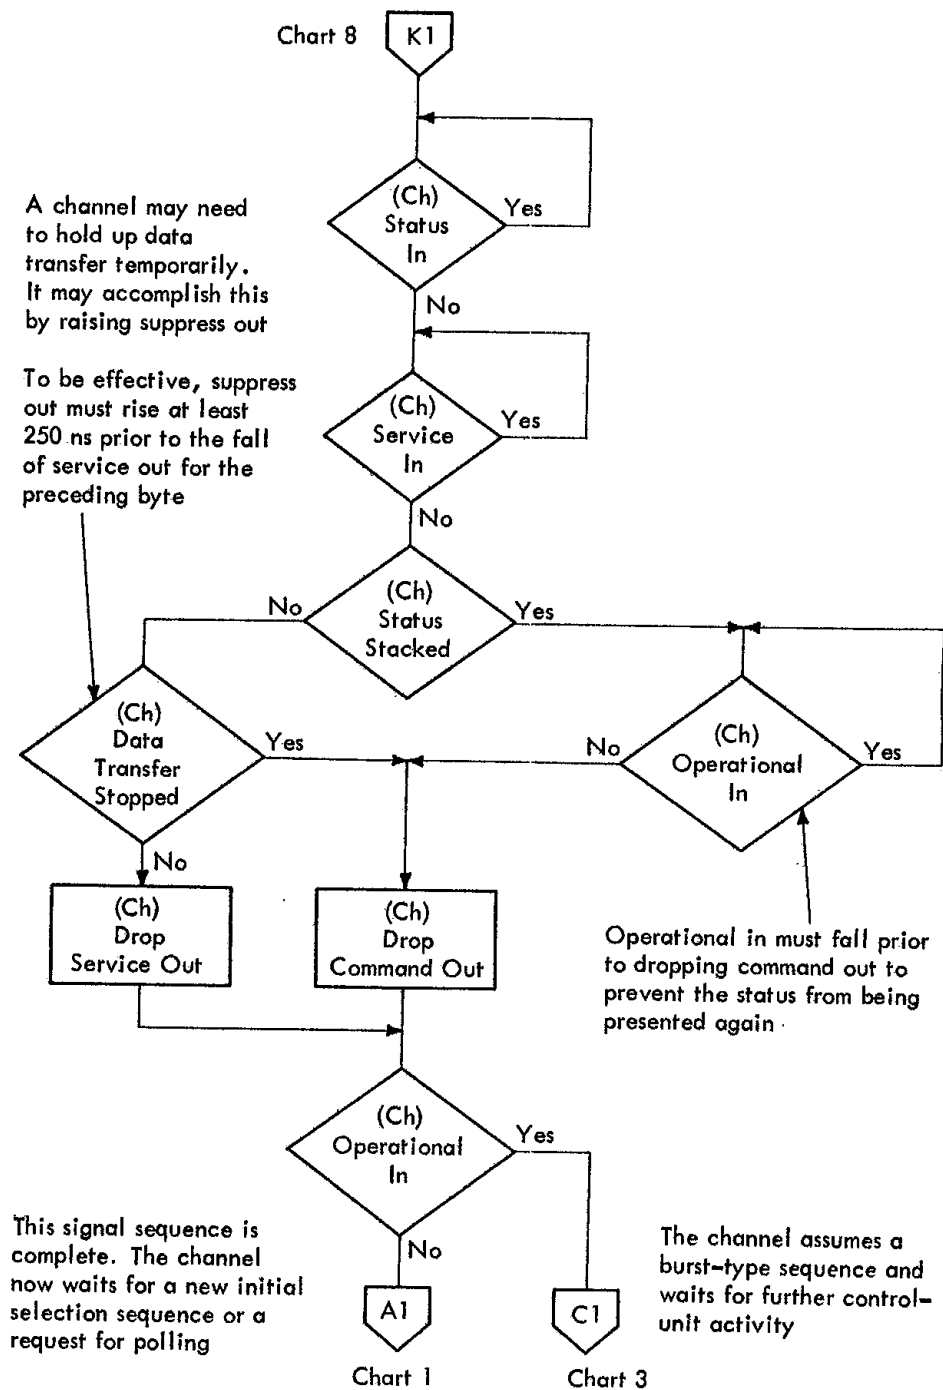 Chart 8
K1
(Ch)
Status
In
Yes
No
A channel may need
to hold up data
transfer temporarily.
It may accomplish this
by raising suppress out
To be effective, suppress
out must rise at least
250 ns prior to the fall
of service out for the
preceding byte
(Ch)
Service
In
Yes
No
(Ch)
Status
Stacked
No
Yes
(Ch)
Data
Transfer
Stopped
Yes
No
(Ch)
Operational
In
No
Yes
(Ch)
Drop
Service Out
(Ch)
Drop
Command Out
Operational in must fall prior
to dropping command out to
prevent the status from being
presented again
(Ch)
Operational
In
Yes
No
This signal sequence is
complete. The channel
now waits for a new initial
selection sequence or a
request for polling
A1
Chart 1
C1
Chart 3
The channel assumes a
burst-type sequence and
waits for further control-
unit activity